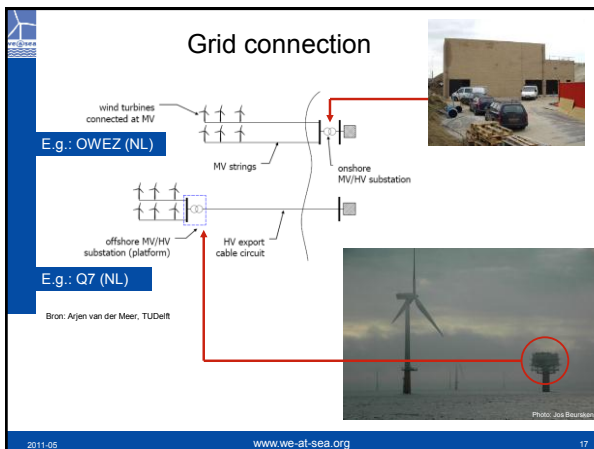 we@sea
Grid connection
wind turbines
connected at MV
E.g.: OWEZ (NL)
MV strings
onshore
MV/HV substation
offshore MV/HV
substation (platform)
HV export
cable circuit
E.g.: Q7 (NL)
Bron: Arjen van der Meer, TUDelft
Photo: Jos Beurskens
2011-05
www.we-at-sea.org
17